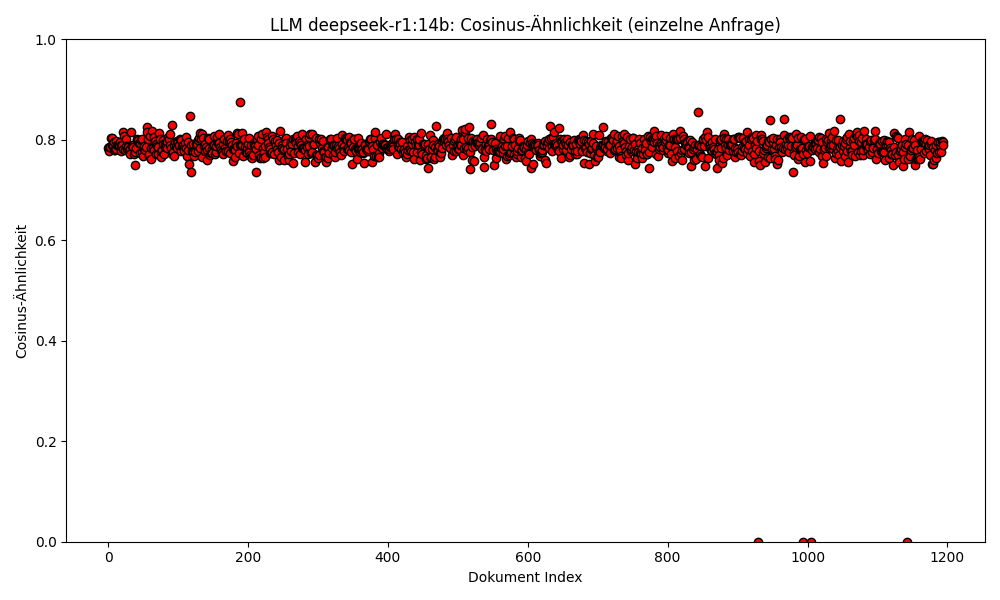 LLM deepseek-r1:14b: Cosinus-Ähnlichkeit (einzelne Anfrage)
1.0
0.8
0.6
0.4
0.2
0.0
Cosinus-Ähnlichkeit
0 200 400 600 800 1000 1200
Dokument Index